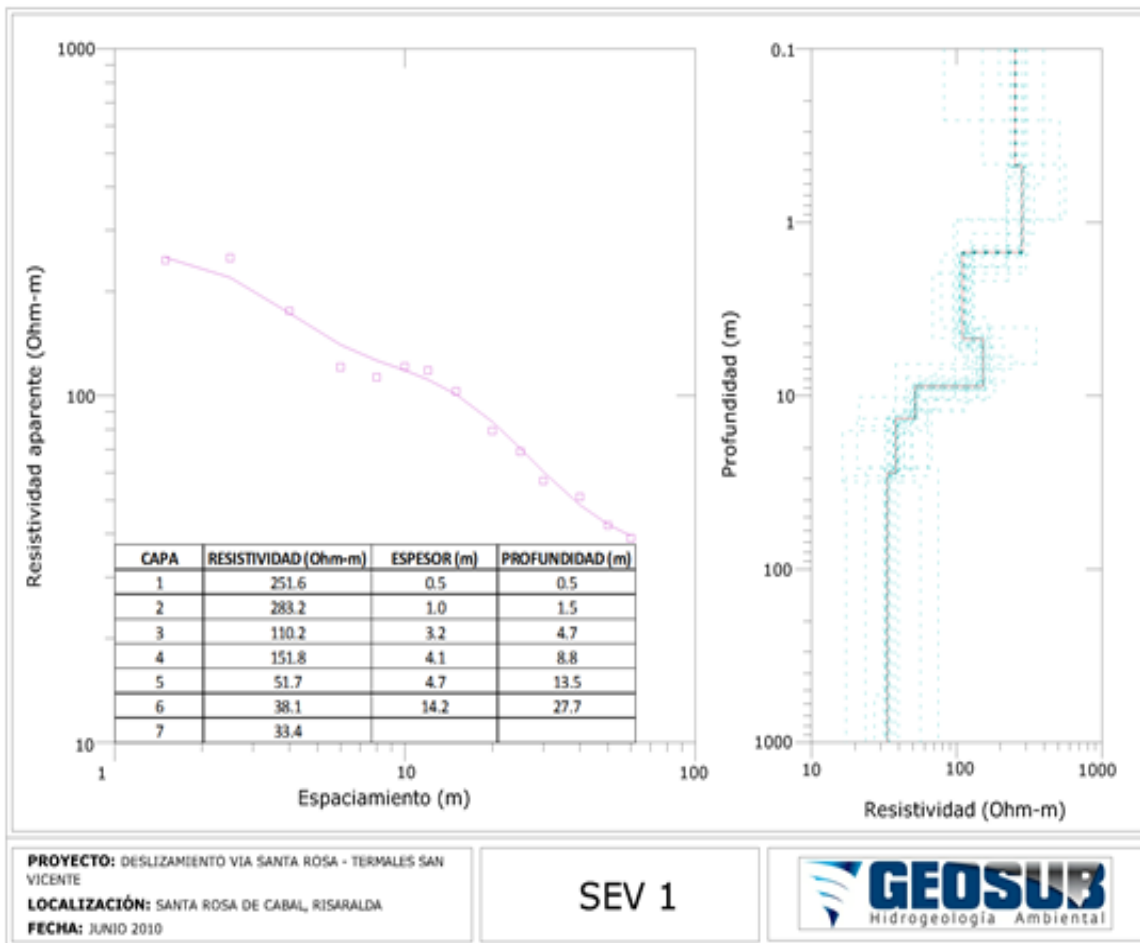 1000
100
10
1
10
100
Resistividad aparente (Ohm-m)
Espaciamiento (m)
CAPA RESISTIVIDAD (Ohm-m) ESPESOR (m) PROFUNDIDAD (m)
1 251.6 0.5 0.5
2 283.2 1.0 1.5
3 110.2 3.2 4.7
4 151.8 4.1 8.8
5 51.7 4.7 13.5
6 38.1 14.2 27.7
7 33.4
0.1
1
10
100
1000
10
100
1000
Profundidad (m)
Resistividad (Ohm-m)
PROYECTO: DESLIZAMIENTO VIA SANTA ROSA - TERMALES SAN
VICENTE
LOCALIZACIÓN: SANTA ROSA DE CABAL, RISARALDA
FECHA: JUNIO 2010
SEV 1
GEOSUB
Hidrogeología Ambiental